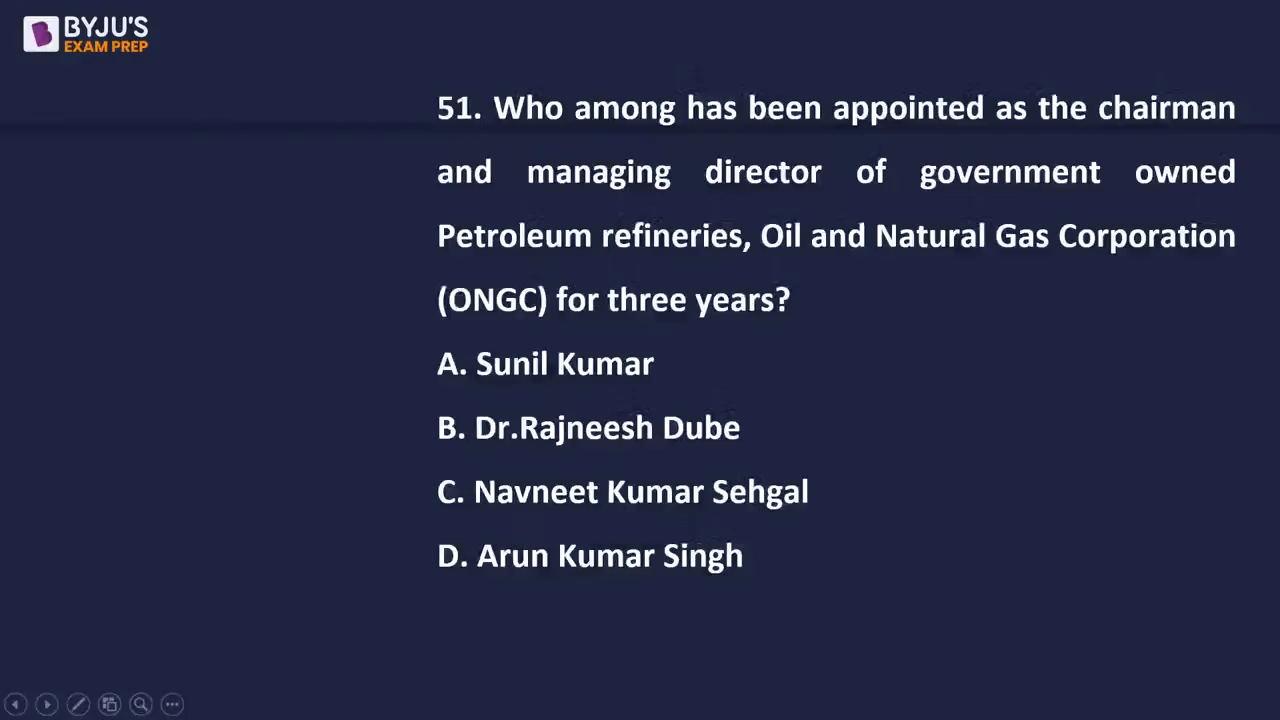 BYJU'S
EXAM PREP
51. Who among has been appointed as the chairman
and managing director of government owned
Petroleum refineries, Oil and Natural Gas Corporation
(ONGC) for three years?
A. Sunil Kumar
B. Dr.Rajneesh Dube
C. Navneet Kumar Sehgal
D. Arun Kumar Singh